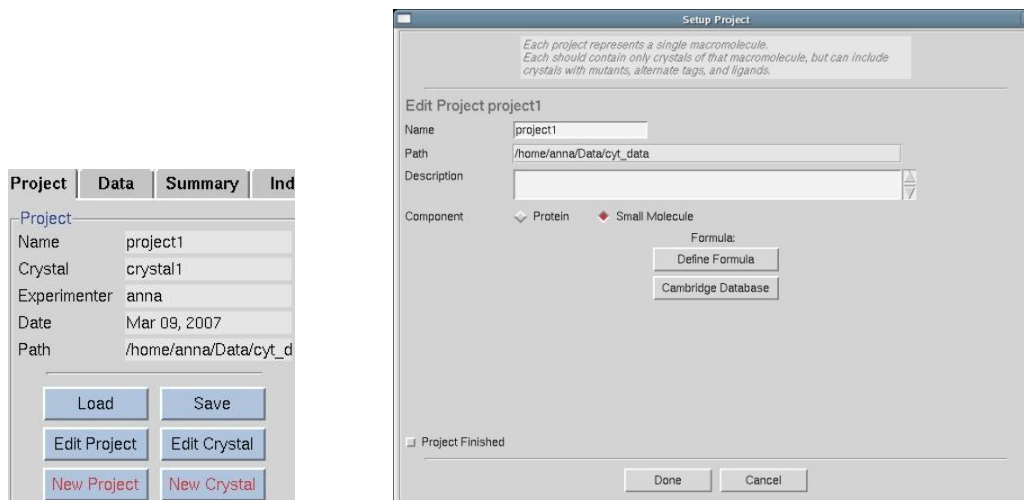 Project Data Summary Ind
Project
Name project1
Crystal crystal1
Experimenter anna
Date Mar 09, 2007
Path /home/anna/Data/cyt_d
Load Save
Edit Project Edit Crystal
New Project New Crystal
Setup Project
Each project represents a single macromolecule.
Each should contain only crystals of that macromolecule, but can include
crystals with mutants, alternate tags, and ligands.
Edit Project project1
Name project1
Path /home/anna/Data/cyt_data
Description
Component Protein Small Molecule
Formula:
Define Formula
Cambridge Database
Project Finished
Done Cancel